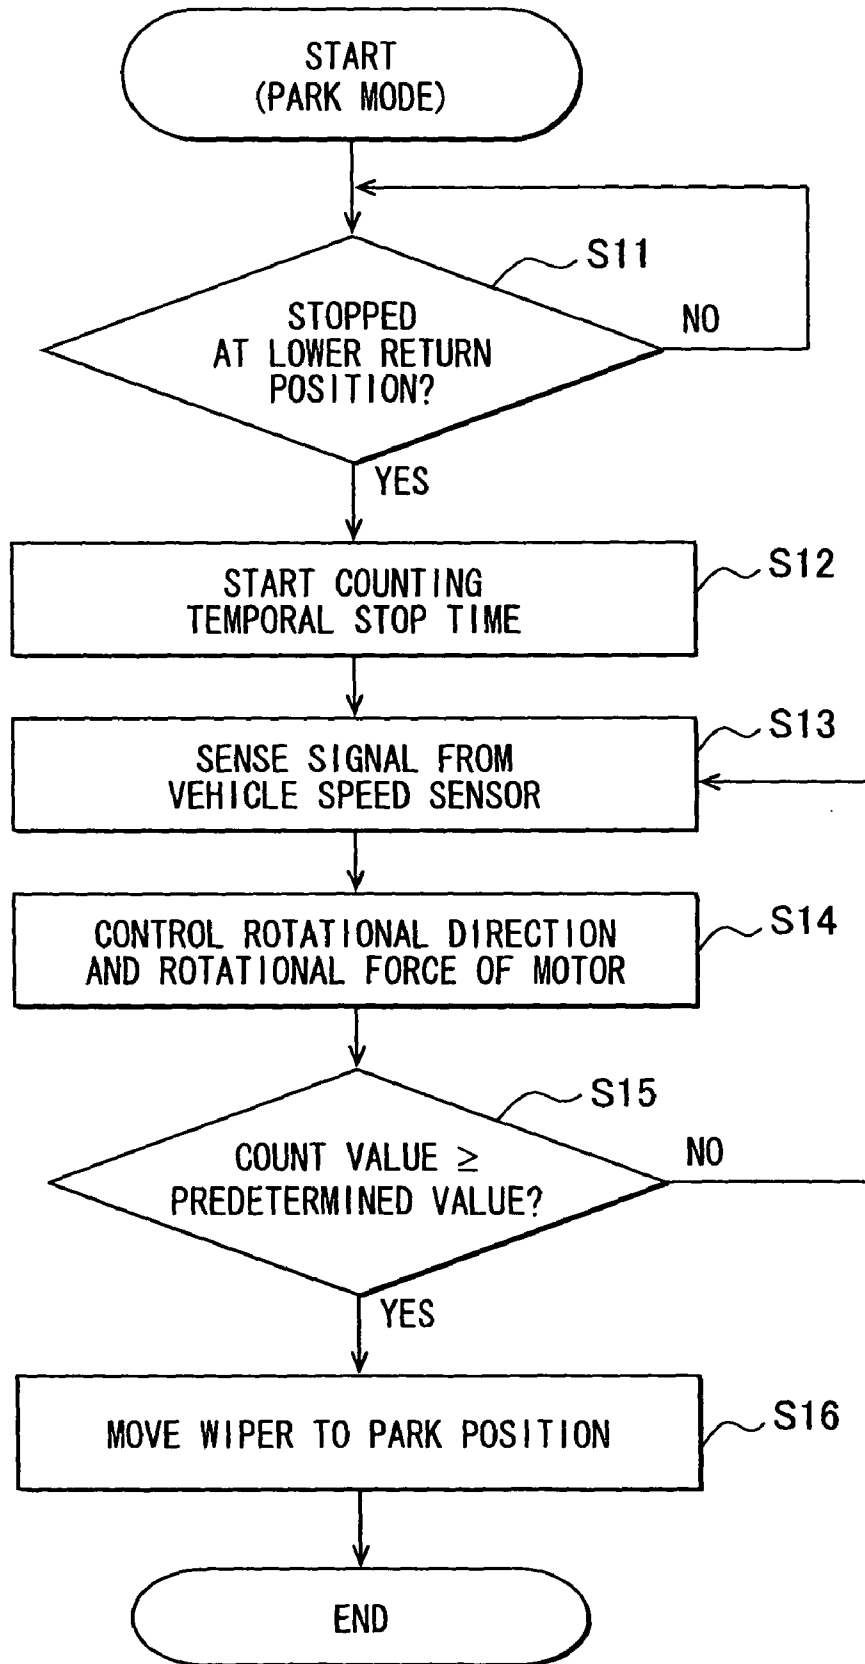 START
(PARK MODE)
S11
STOPPED
AT LOWER RETURN
POSITION?
NO
YES
S12
START COUNTING
TEMPORAL STOP TIME
S13
SENSE SIGNAL FROM
VEHICLE SPEED SENSOR
S14
CONTROL ROTATIONAL DIRECTION
AND ROTATIONAL FORCE OF MOTOR
S15
COUNT VALUE ≥
PREDETERMINED VALUE?
NO
YES
S16
MOVE WIPER TO PARK POSITION
END